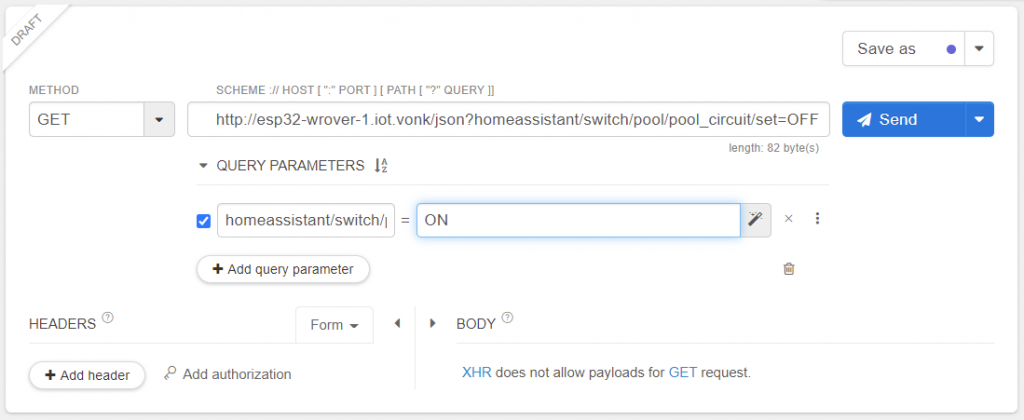 DRAFT
Save as
METHOD
SCHEME :// HOST [ ":" PORT ] [ PATH [ "?" QUERY ]]
GET
http://esp32-wrover-1.iot.vonk/json?homeassistant/switch/pool/pool_circuit/set=OFF
Send
length: 82 byte(s)
QUERY PARAMETERS
homeassistant/switch/p = ON
+ Add query parameter
HEADERS ?
Form
BODY ?
+ Add header
Add authorization
XHR does not allow payloads for GET request.